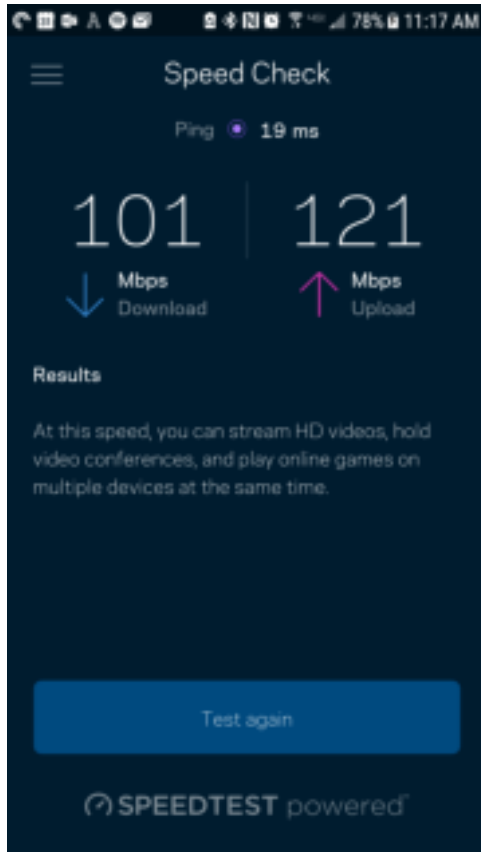 78% 11:17 AM
Speed Check
Ping 19 ms
101 121
Mbps Mbps
Download Upload
Results
At this speed, you can stream HD videos, hold
video conferences, and play online games on
multiple devices at the same time.
Test again
SPEEDTEST powered™